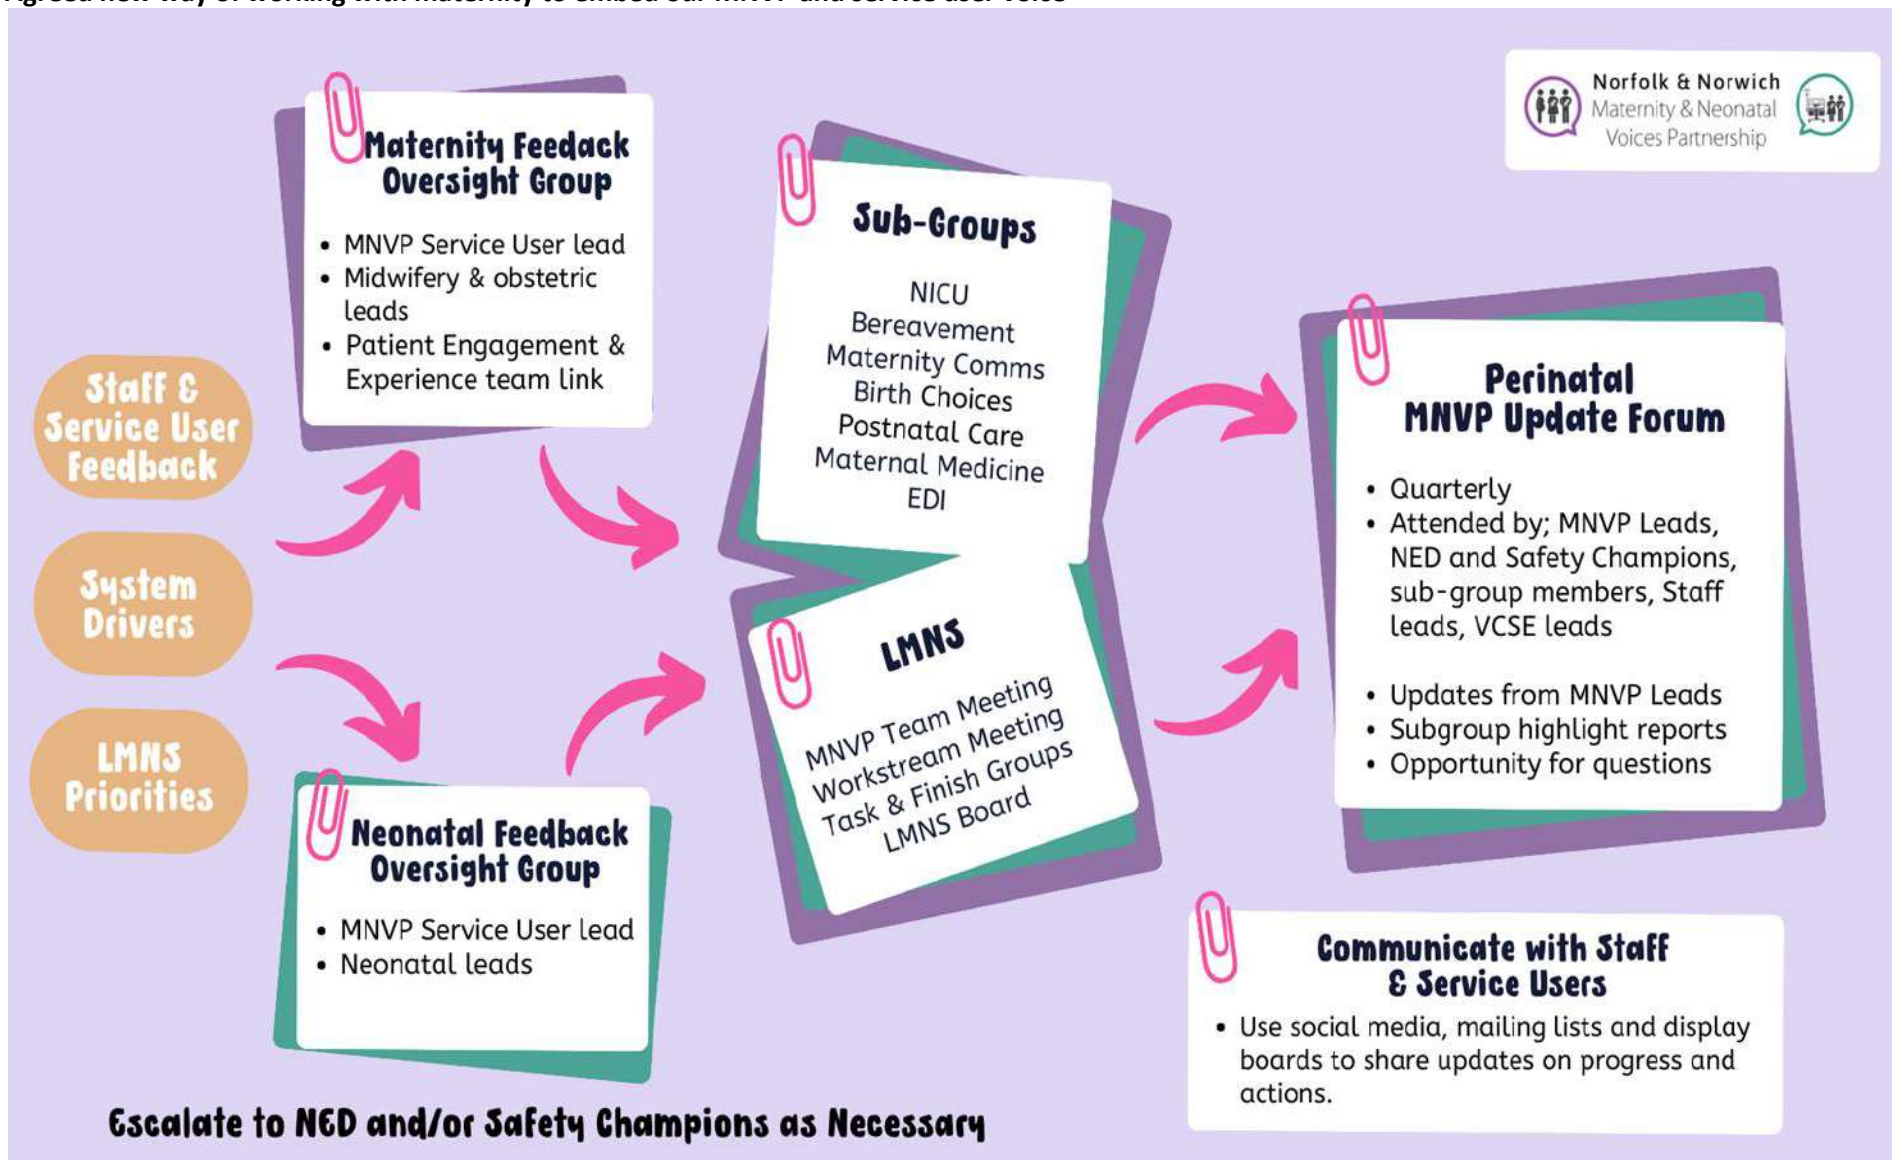 Norfolk & Norwich
Maternity & Neonatal
Voices Partnership
Staff &
Service User
Feedback
System
Drivers
LMNS
Priorities
Maternity Feedack
Oversight Group
• MNVP Service User lead
• Midwifery & obstetric
leads
• Patient Engagement &
Experience team link
Neonatal Feedback
Oversight Group
• MNVP Service User Lead
• Neonatal leads
Sub-Groups
NICU
Bereavement
Maternity Comms
Birth Choices
Postnatal Care
Maternal Medicine
EDI
LMNS
MNVP Team Meeting
Workstream Meeting
Task & Finish Groups
LMNS Board
Perinatal
MNVP Update Forum
• Quarterly
• Attended by; MNVP Leads,
NED and Safety Champions,
sub-group members, Staff
leads, VCSE leads
• Updates from MNVP Leads
• Subgroup highlight reports
• Opportunity for questions
Communicate with Staff
& Service Users
• Use social media, mailing lists and display
boards to share updates on progress and
actions.
Escalate to NED and/or Safety Champions as Necessary